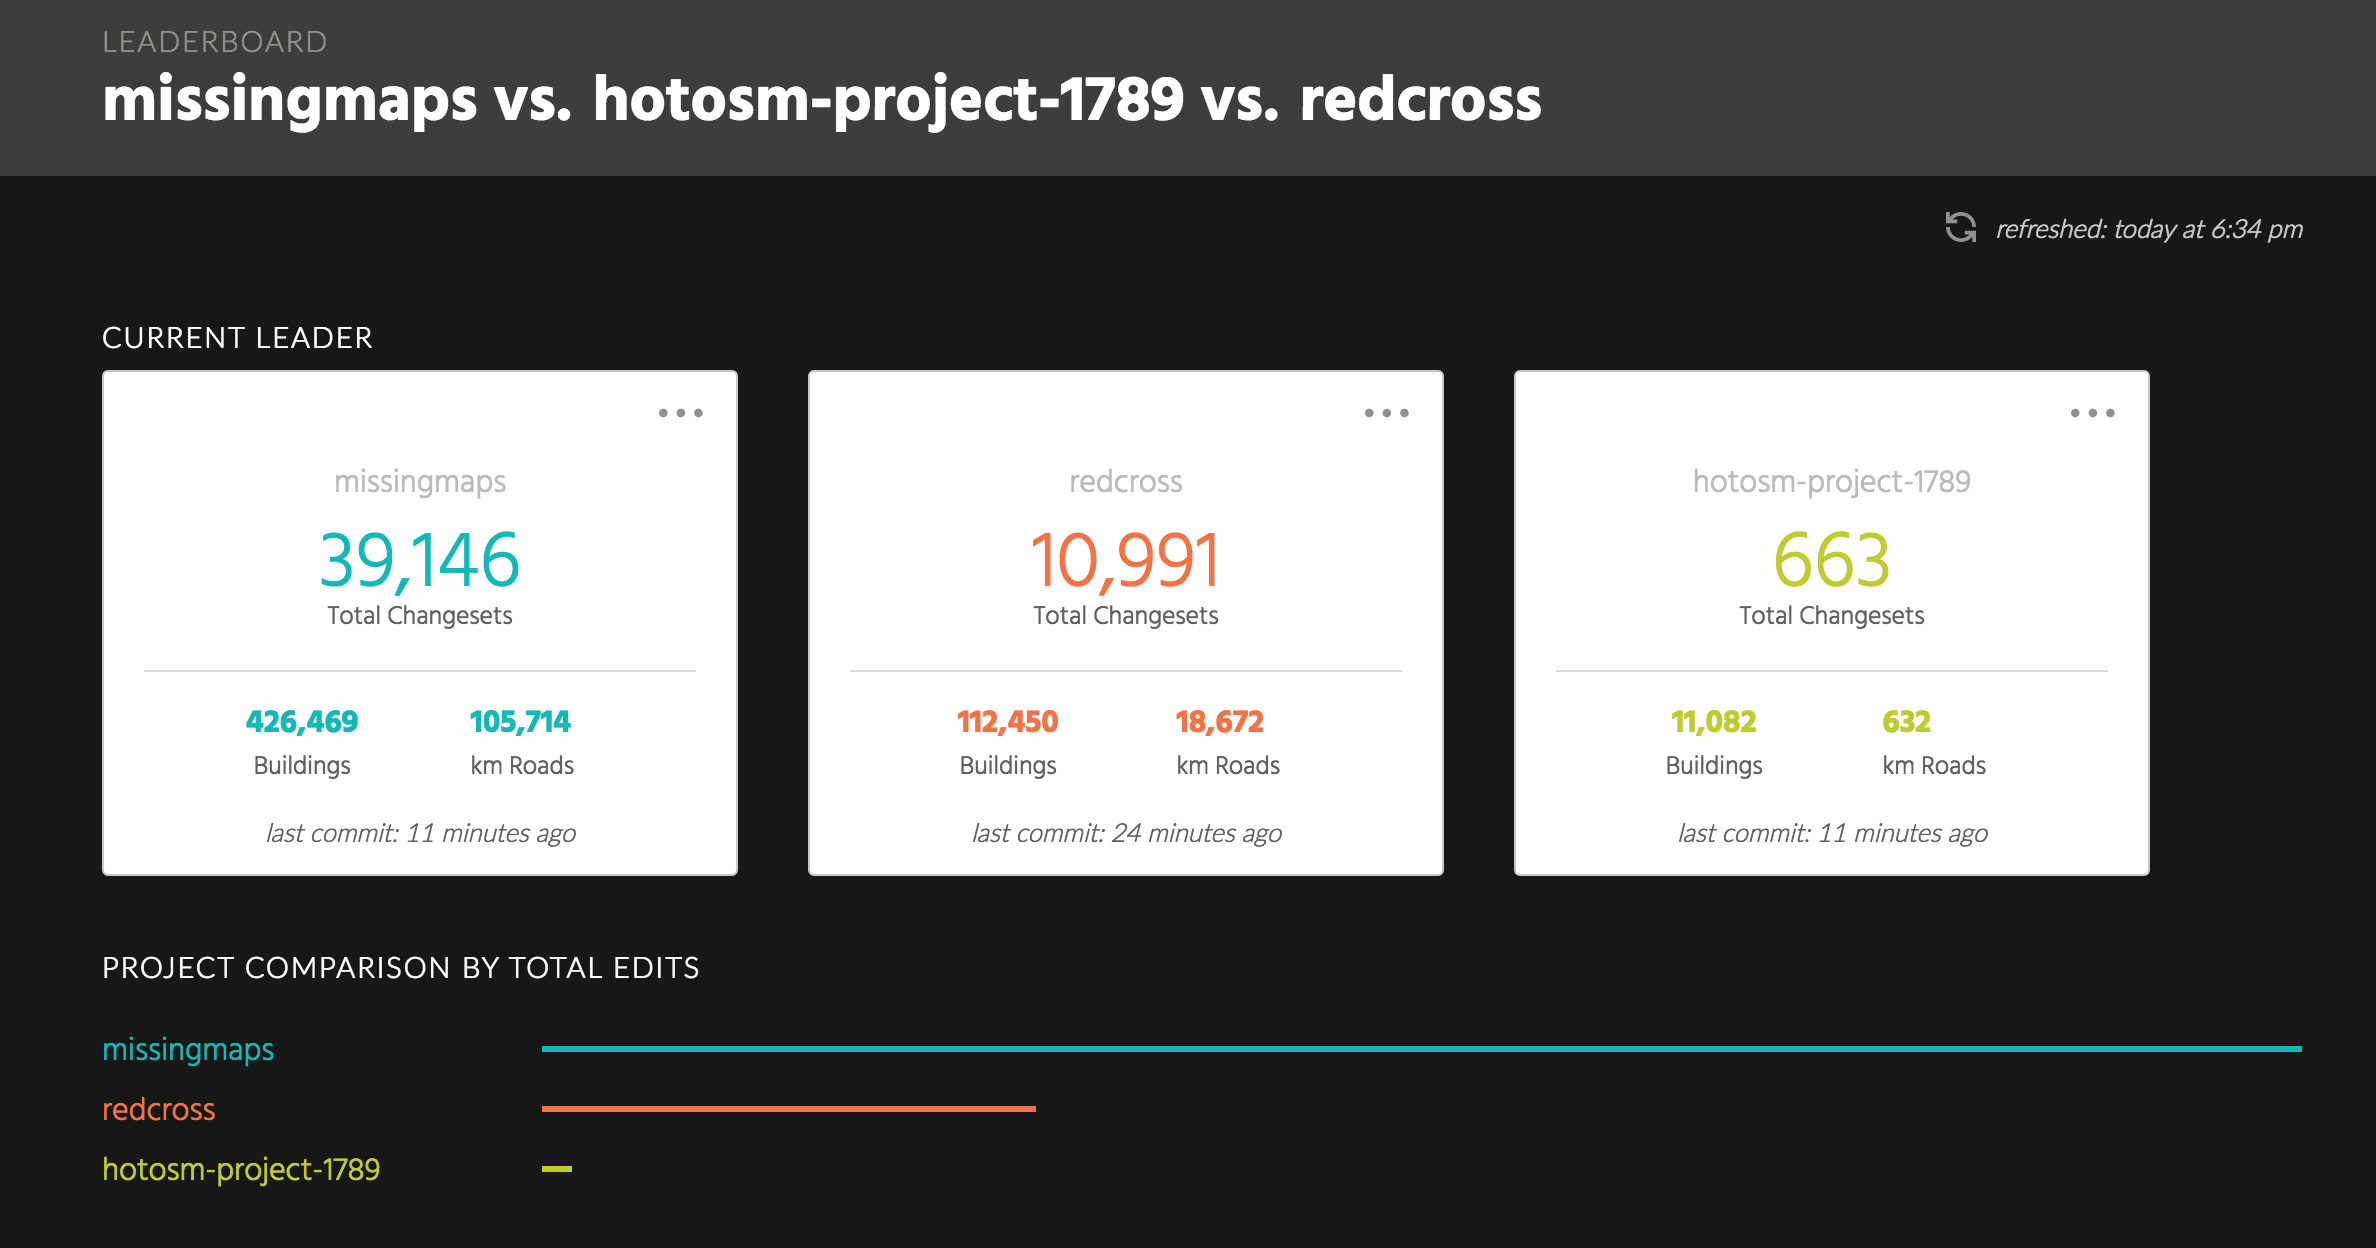 LEADERBOARD
missingmaps vs. hotosm-project-1789 vs. redcross
refreshed: today at 6:34 pm
CURRENT LEADER
missingmaps
39,146
Total Changesets
426,469
Buildings
105,714
km Roads
last commit: 11 minutes ago
redcross
10,991
Total Changesets
112,450
Buildings
18,672
km Roads
last commit: 24 minutes ago
hotosm-project-1789
663
Total Changesets
11,082
Buildings
632
km Roads
last commit: 11 minutes ago
PROJECT COMPARISON BY TOTAL EDITS
missingmaps
redcross
hotosm-project-1789